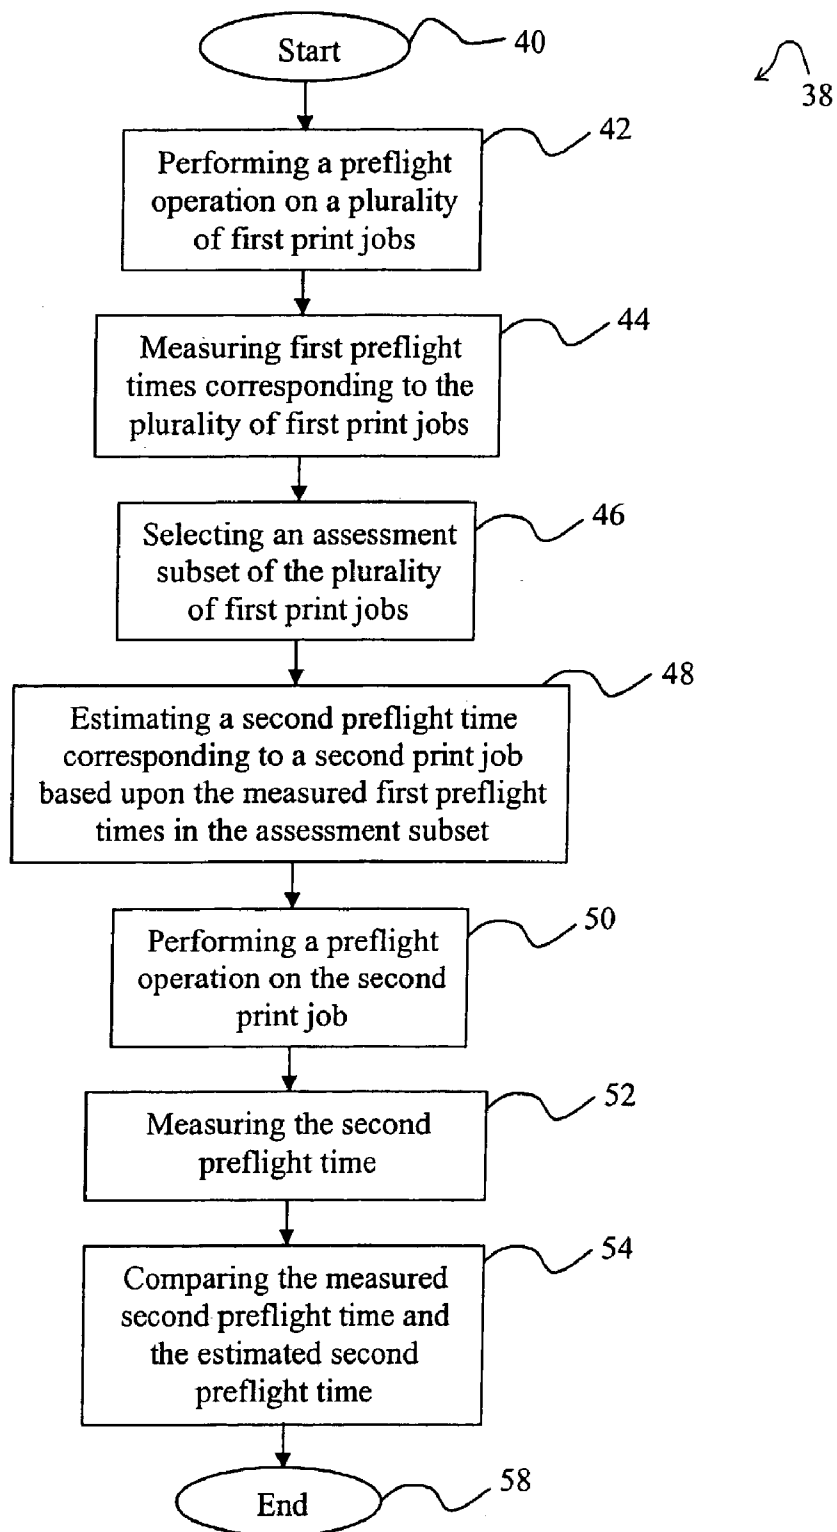 Start
40
38
42
Performing a preflight
operation on a plurality
of first print jobs
44
Measuring first preflight
times corresponding to the
plurality of first print jobs
46
Selecting an assessment
subset of the plurality
of first print jobs
48
Estimating a second preflight time
corresponding to a second print job
based upon the measured first preflight
times in the assessment subset
50
Performing a preflight
operation on the second
print job
52
Measuring the second
preflight time
54
Comparing the measured
second preflight time and
the estimated second
preflight time
58
End